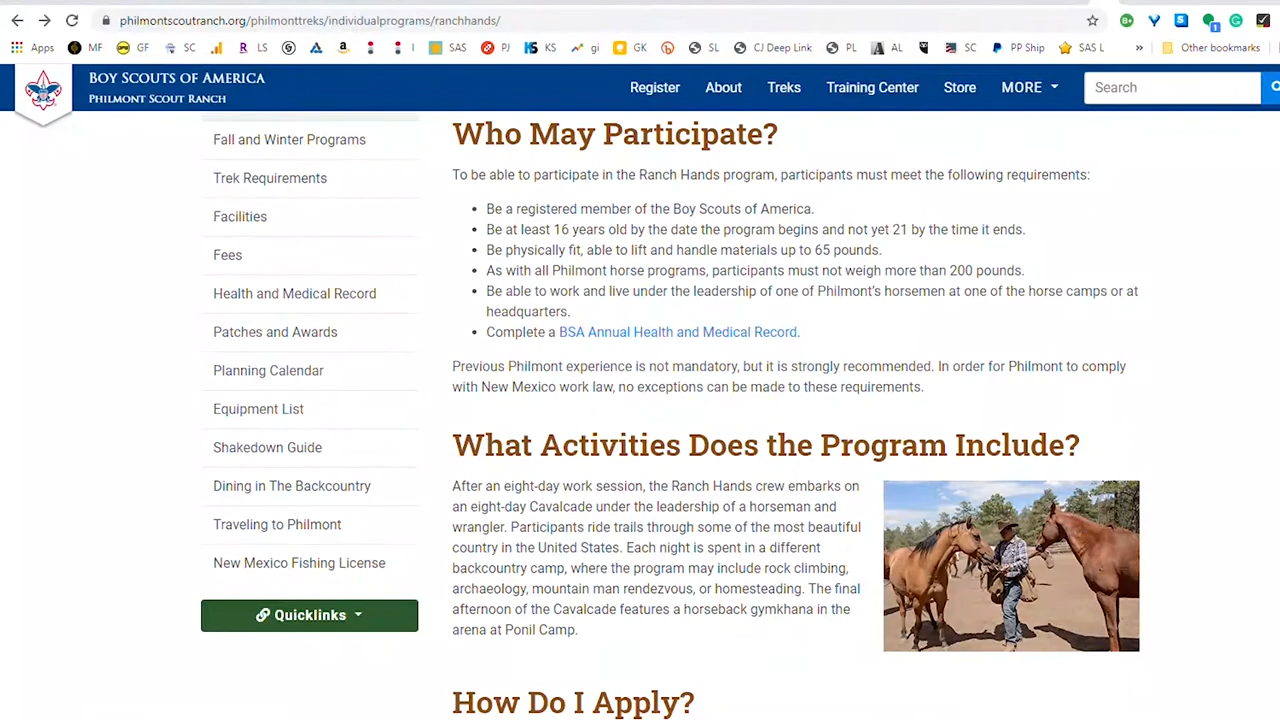 philmontscoutranch.org/philmonttreks/individualprograms/ranchhands/
Apps MF GF SC LS I SAS PJ KS gi GK SL CJ Deep Link PL AL SC PP Ship SAS L » Other bookmarks
BOY SCOUTS OF AMERICA
PHILMONT SCOUT RANCH
Register About Treks Training Center Store MORE Search
Fall and Winter Programs
Trek Requirements
Facilities
Fees
Health and Medical Record
Patches and Awards
Planning Calendar
Equipment List
Shakedown Guide
Dining in The Backcountry
Traveling to Philmont
New Mexico Fishing License
Quicklinks
Who May Participate?
To be able to participate in the Ranch Hands program, participants must meet the following requirements:
• Be a registered member of the Boy Scouts of America.
• Be at least 16 years old by the date the program begins and not yet 21 by the time it ends.
• Be physically fit, able to lift and handle materials up to 65 pounds.
• As with all Philmont horse programs, participants must not weigh more than 200 pounds.
• Be able to work and live under the leadership of one of Philmont's horsemen at one of the horse camps or at
headquarters.
• Complete a BSA Annual Health and Medical Record.
Previous Philmont experience is not mandatory, but it is strongly recommended. In order for Philmont to comply
with New Mexico work law, no exceptions can be made to these requirements.
What Activities Does the Program Include?
After an eight-day work session, the Ranch Hands crew embarks on
an eight-day Cavalcade under the leadership of a horseman and
wrangler. Participants ride trails through some of the most beautiful
country in the United States. Each night is spent in a different
backcountry camp, where the program may include rock climbing,
archaeology, mountain man rendezvous, or homesteading. The final
afternoon of the Cavalcade features a horseback gymkhana in the
arena at Ponil Camp.
How Do I Apply?